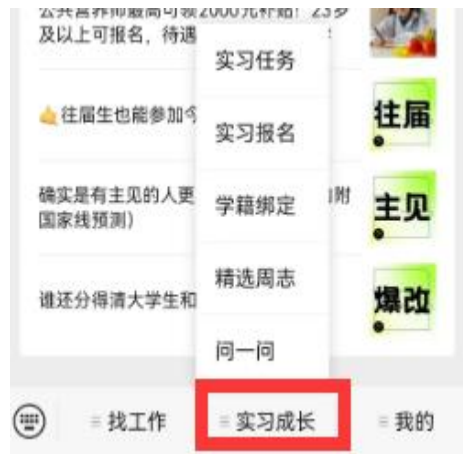 公共营养师最高可领2000元补贴！23岁
及以上可报名，待遇
往届生也能参加今
往届
确实是有主见的人更
附
国家线预测)
主见
谁还分得清大学生和
爆改
实习任务
实习报名
学籍绑定
精选周志
问一问
找工作
实习成长
我的